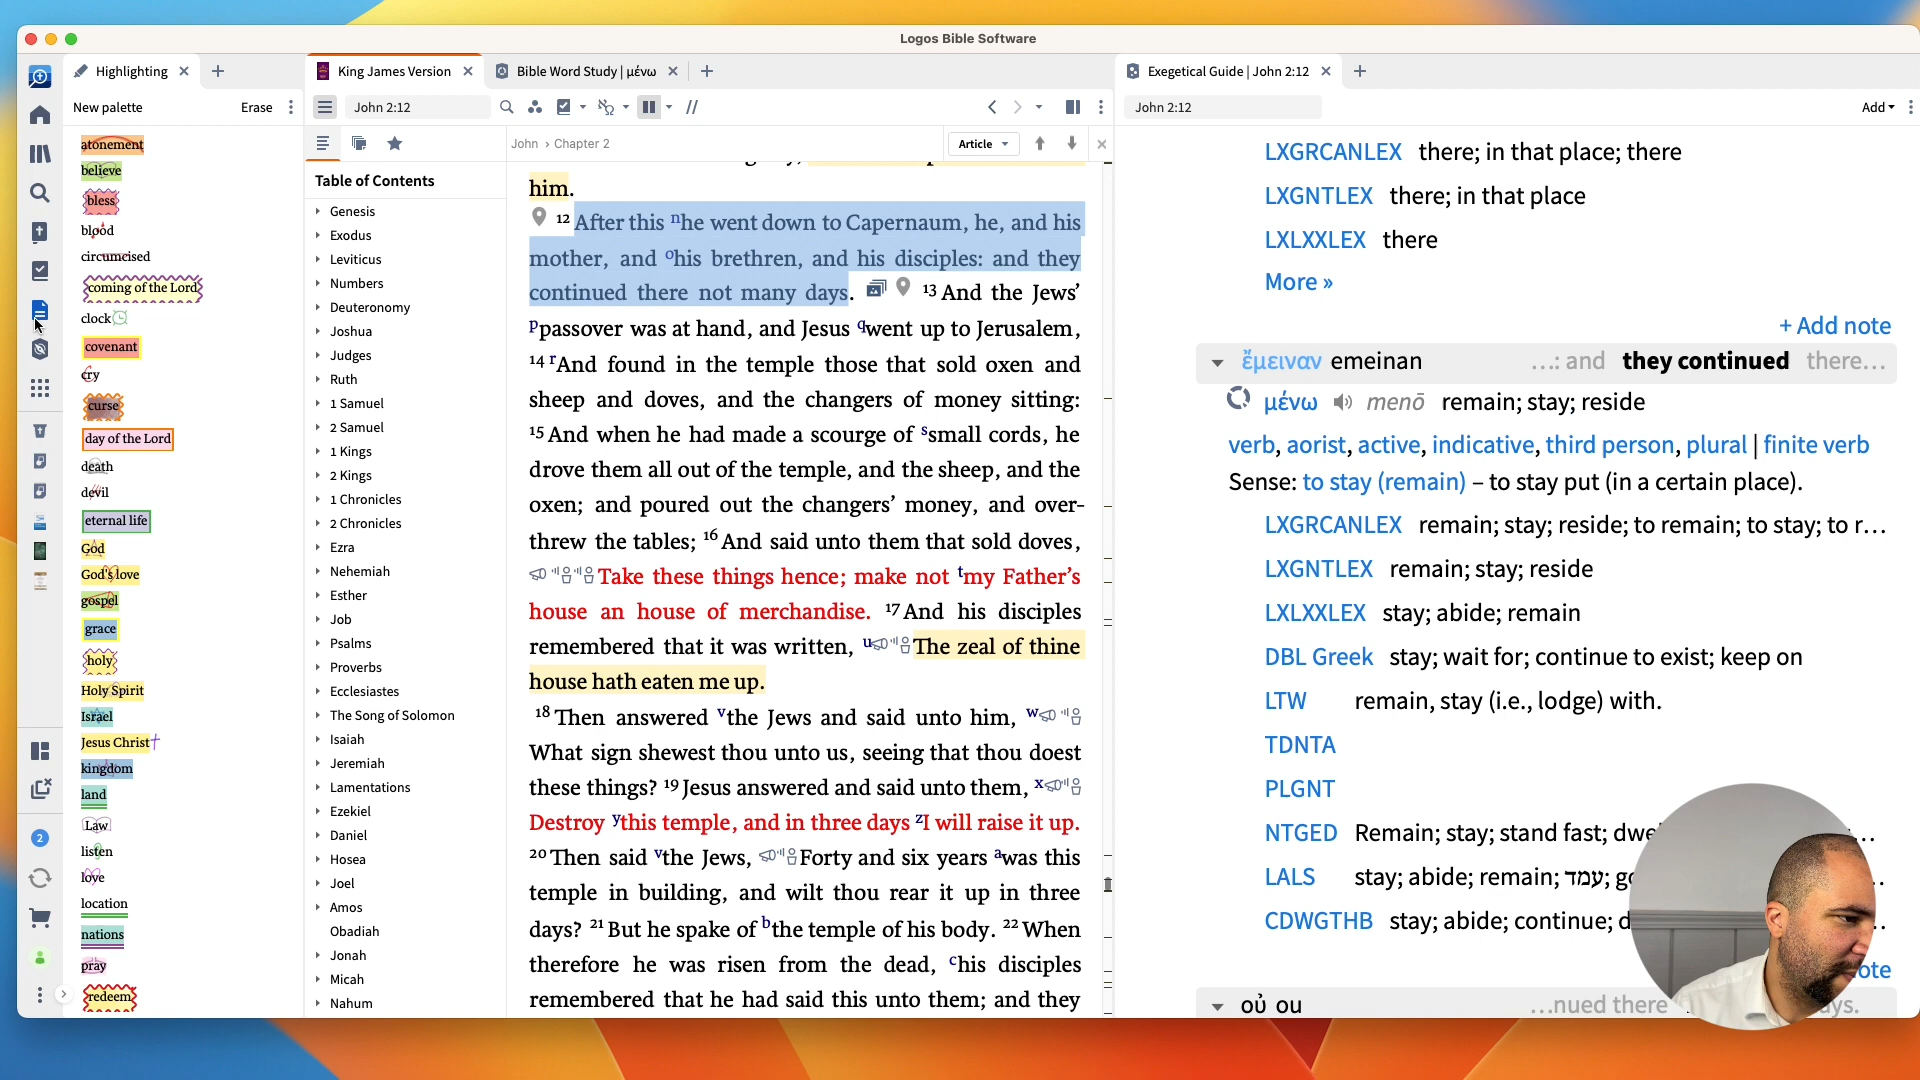 Logos Bible Software
Highlighting
King James Version
Bible Word Study | μένω
Exegetical Guide | John 2:12
New palette
Erase
John 2:12
John 2:12
Add
John › Chapter 2
Article
Table of Contents
atonement
believe
bless
blood
circumcised
coming of the Lord
clock
covenant
cry
curse
day of the Lord
death
devil
eternal life
God
God's love
gospel
grace
holy
Holy Spirit
Israel
Jesus Christ
kingdom
land
Law
listen
love
location
nations
pray
redeem
2
Genesis
Exodus
Leviticus
Numbers
Deuteronomy
Joshua
Judges
Ruth
1 Samuel
2 Samuel
1 Kings
2 Kings
1 Chronicles
2 Chronicles
Ezra
Nehemiah
Esther
Job
Psalms
Proverbs
Ecclesiastes
The Song of Solomon
Isaiah
Jeremiah
Lamentations
Ezekiel
Daniel
Hosea
Joel
Amos
Obadiah
Jonah
Micah
Nahum
him.
12 After this n he went down to Capernaum, he, and his
mother, and o his brethren, and his disciples: and they
continued there not many days. 13 And the Jews’
p passover was at hand, and Jesus q went up to Jerusalem,
14 r And found in the temple those that sold oxen and
sheep and doves, and the changers of money sitting:
15 And when he had made a scourge of s small cords, he
drove them all out of the temple, and the sheep, and the
oxen; and poured out the changers’ money, and over-
threw the tables; 16 And said unto them that sold doves,
Take these things hence; make not t my Father’s
house an house of merchandise. 17 And his disciples
remembered that it was written, u The zeal of thine
house hath eaten me up.
18 Then answered v the Jews and said unto him, w
What sign shewest thou unto us, seeing that thou doest
these things? 19 Jesus answered and said unto them, x
Destroy y this temple, and in three days z I will raise it up.
20 Then said v the Jews, Forty and six years a was this
temple in building, and wilt thou rear it up in three
days? 21 But he spake of b the temple of his body. 22 When
therefore he was risen from the dead, c his disciples
remembered that he had said this unto them; and they
LXGRCANLEX there; in that place; there
LXGNTLEX there; in that place
LXLXXLEX there
More »
+ Add note
ἔμειναν emeinan …: and they continued there…
μένω menō remain; stay; reside
verb, aorist, active, indicative, third person, plural | finite verb
Sense: to stay (remain) – to stay put (in a certain place).
LXGRCANLEX remain; stay; reside; to remain; to stay; to r…
LXGNTLEX remain; stay; reside
LXLXXLEX stay; abide; remain
DBL Greek stay; wait for; continue to exist; keep on
LTW remain, stay (i.e., lodge) with.
TDNTA
PLGNT
NTGED Remain; stay; stand fast;
LALS stay; abide; remain; עמד;
CDWGTHB stay; abide; continue;
οὐ ou …nued there